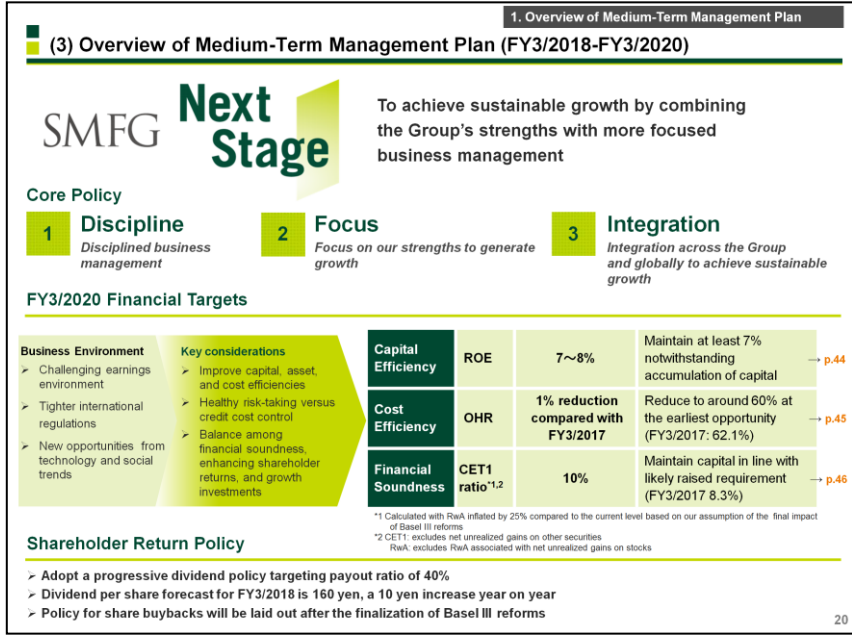 1. Overview of Medium-Term Management Plan
(3) Overview of Medium-Term Management Plan (FY3/2018-FY3/2020)
SMFG
Next
Stage
To achieve sustainable growth by combining
the Group's strengths with more focused
business management
Core Policy
1
Discipline
Disciplined business
management
2
Focus
Focus on our strengths to generate
growth
3
Integration
Integration across the Group
and globally to achieve sustainable
growth
FY3/2020 Financial Targets
Business Environment
➢ Challenging earnings
environment
➢ Tighter international
regulations
➢ New opportunities from
technology and social
trends
Key considerations
➢ Improve capital, asset,
and cost efficiencies
➢ Healthy risk-taking versus
credit cost control
➢ Balance among
financial soundness,
enhancing shareholder
returns, and growth
investments
Capital
Efficiency
ROE
7～8%
Maintain at least 7%
notwithstanding
accumulation of capital
→ p.44
Cost
Efficiency
OHR
1% reduction
compared with
FY3/2017
Reduce to around 60% at
the earliest opportunity
(FY3/2017: 62.1%)
→ p.45
Financial
Soundness
CET1
ratio*1,2
10%
Maintain capital in line with
likely raised requirement
(FY3/2017 8.3%)
→ p.46
*1 Calculated with RwA inflated by 25% compared to the current level based on our assumption of the final impact
of Basel III reforms
*2 CET1: excludes net unrealized gains on other securities
RwA: excludes RwA associated with net unrealized gains on stocks
Shareholder Return Policy
➢ Adopt a progressive dividend policy targeting payout ratio of 40%
➢ Dividend per share forecast for FY3/2018 is 160 yen, a 10 yen increase year on year
➢ Policy for share buybacks will be laid out after the finalization of Basel III reforms
20